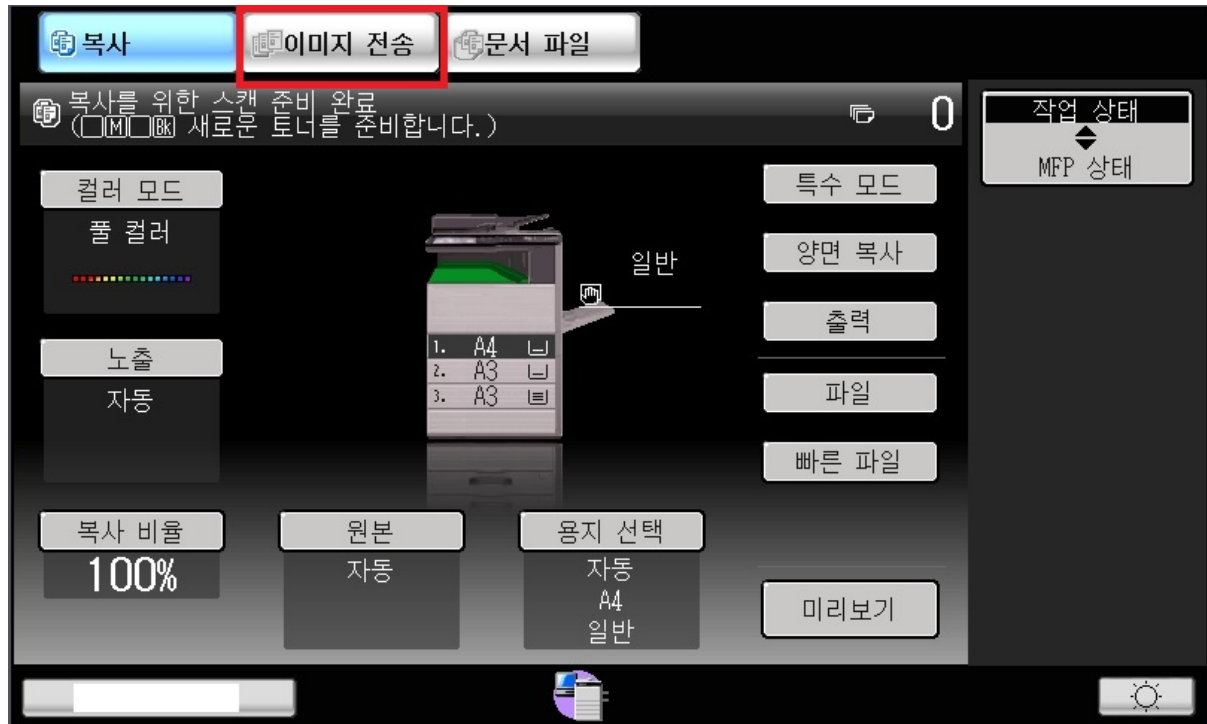 복사
이미지 전송
문서 파일
복사를 위한 스캔 준비 완료
(□M□Bk 새로운 토너를 준비합니다.)
0
작업 상태
MFP 상태
컬러 모드
풀 컬러
특수 모드
양면 복사
일반
출력
노출
자동
1. A4
2. A3
3. A3
파일
빠른 파일
복사 비율
100%
원본
자동
용지 선택
자동
A4
일반
미리보기